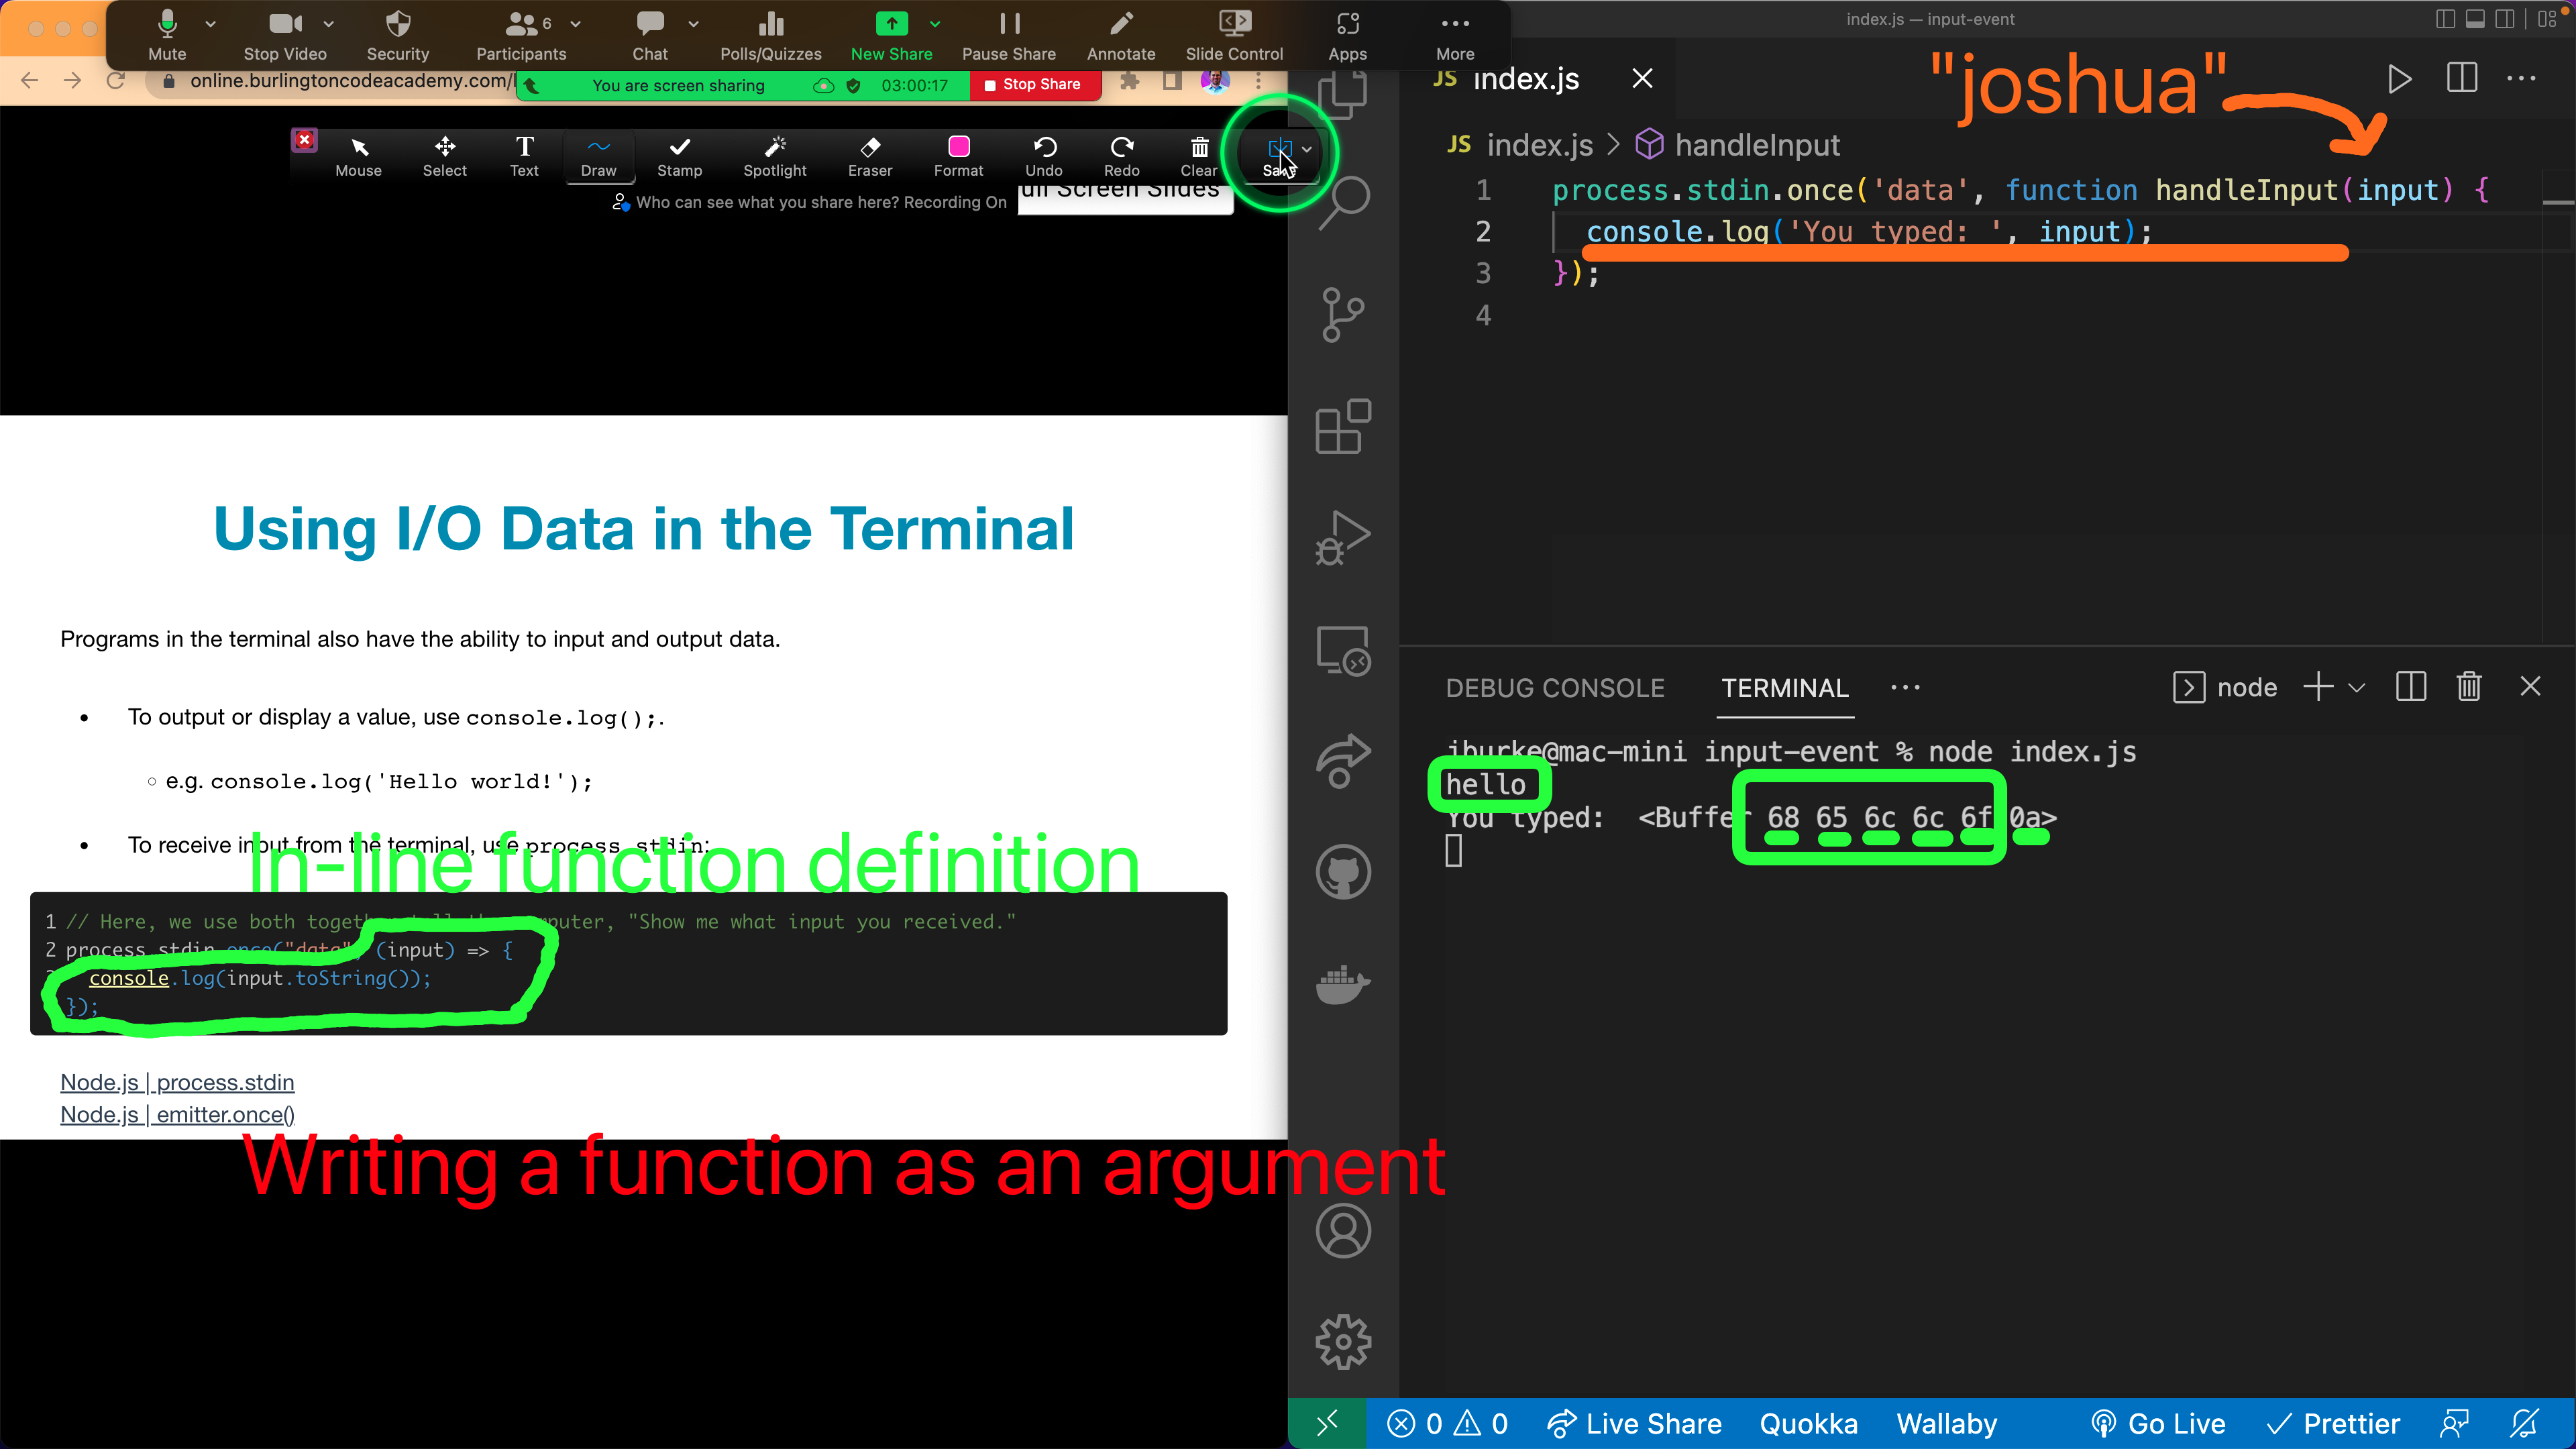 Mute
Stop Video
Security
6
Participants
Chat
Polls/Quizzes
New Share
Pause Share
Annotate
Slide Control
Apps
More
online.burlingtoncodeacademy.com/
You are screen sharing
03:00:17
Stop Share
Mouse
Select
T
Text
Draw
Stamp
Spotlight
Eraser
Format
Undo
Redo
Clear
Who can see what you share here? Recording On
Screen Slides
Using I/O Data in the Terminal
Programs in the terminal also have the ability to input and output data.
• To output or display a value, use console.log();.
◦ e.g. console.log('Hello world!');
• To receive input from the terminal, use process.stdin:
In-line function definition
1 // Here, we use both together tell the computer, "Show me what input you received."
2 process.stdin.once("data", (input) => {
3 console.log(input.toString());
});
Node.js | process.stdin
Node.js | emitter.once()
Writing a function as an argument
index.js — input-event
JS index.js
"joshua"
JS index.js > handleInput
1 process.stdin.once('data', function handleInput(input) {
2 console.log('You typed: ', input);
3 });
4
DEBUG CONSOLE
TERMINAL
node
jburke@mac-mini input-event % node index.js
hello
You typed: <Buffer 68 65 6c 6c 6f 0a>
0
0
Live Share
Quokka
Wallaby
Go Live
Prettier